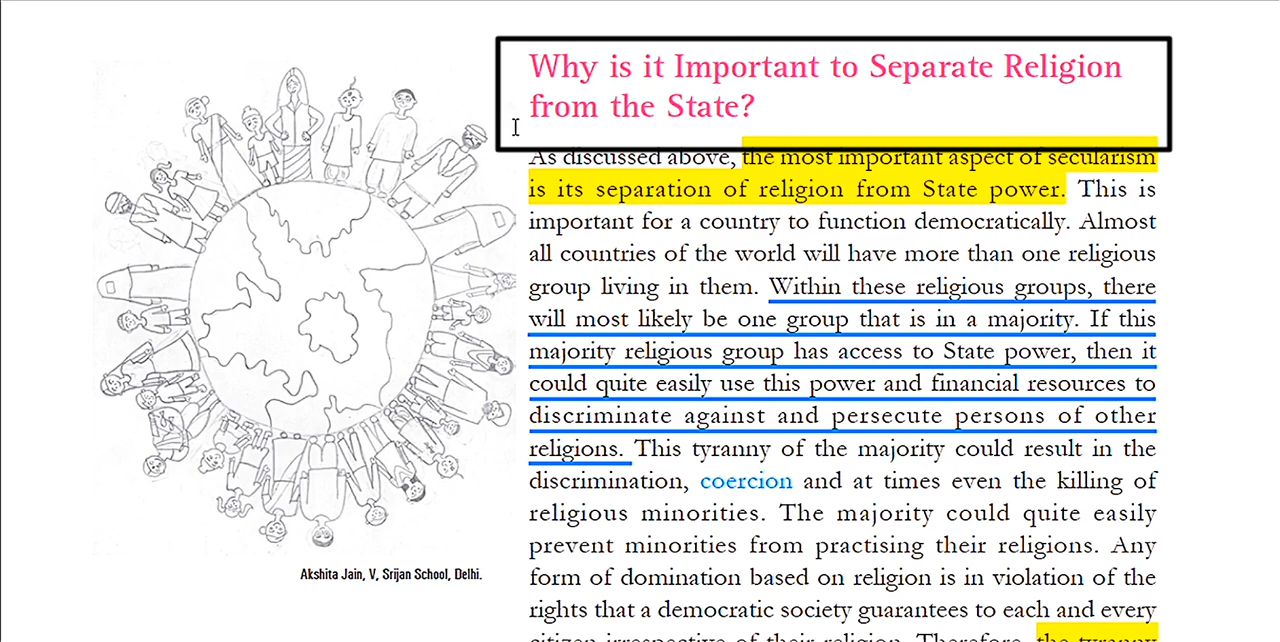 Why is it Important to Separate Religion
from the State?
As discussed above, the most important aspect of secularism
is its separation of religion from State power. This is
important for a country to function democratically. Almost
all countries of the world will have more than one religious
group living in them. Within these religious groups, there
will most likely be one group that is in a majority. If this
majority religious group has access to State power, then it
could quite easily use this power and financial resources to
discriminate against and persecute persons of other
religions. This tyranny of the majority could result in the
discrimination, coercion and at times even the killing of
religious minorities. The majority could quite easily
prevent minorities from practising their religions. Any
form of domination based on religion is in violation of the
rights that a democratic society guarantees to each and every
citizen irrespective of their religion. Therefore, the tyranny
Akshita Jain, V, Srijan School, Delhi.